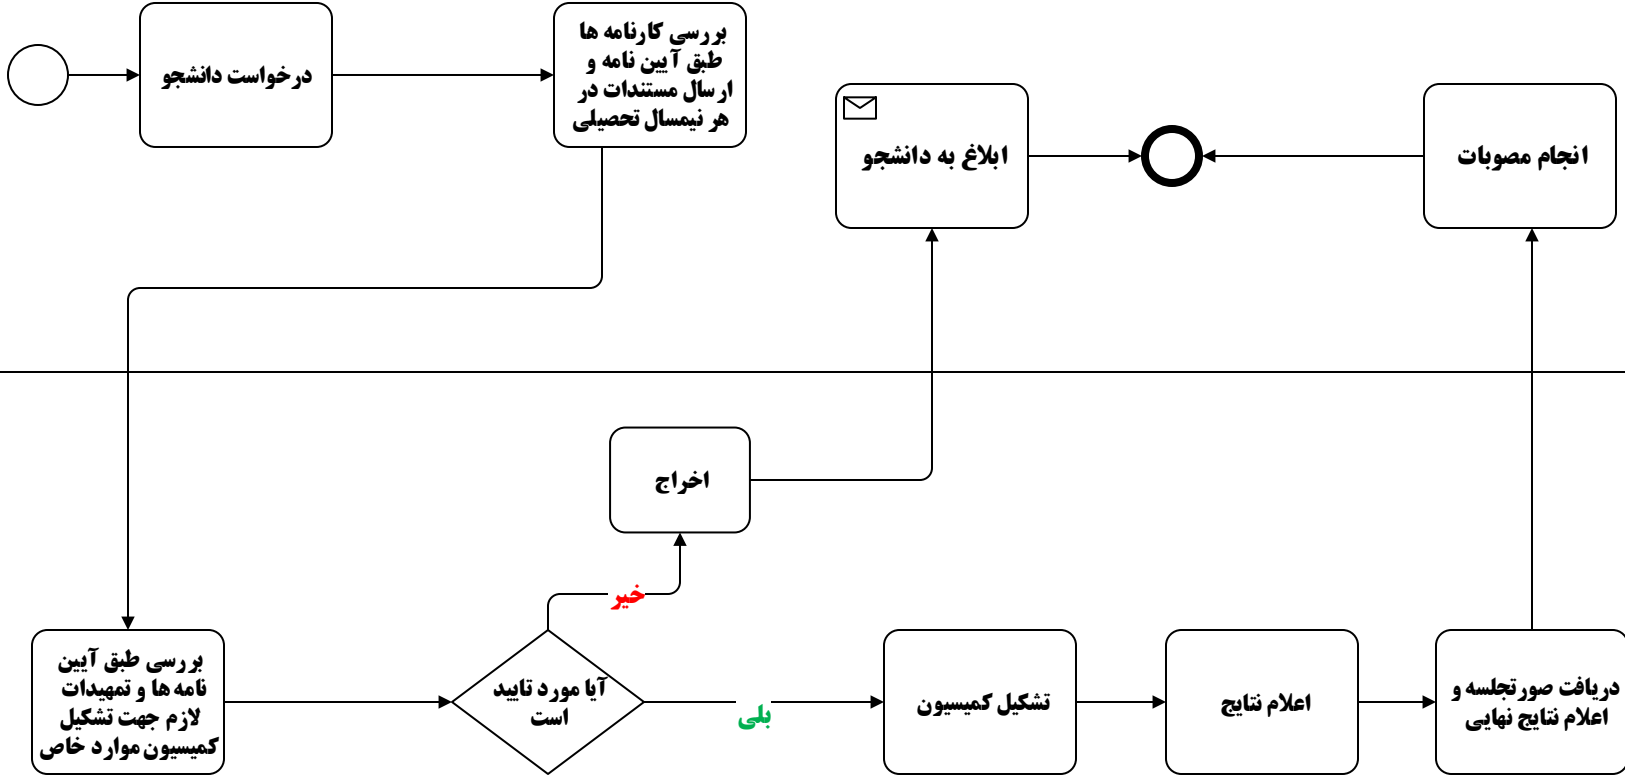 درخواست دانشجو
بررسی کارنامه ها
طبق آیین نامه و
ارسال مستندات در
هر نیمسال تحصیلی
ابلاغ به دانشجو
انجام مصوبات
اخراج
خیر
بررسی طبق آیین
نامه ها و تمهیدات
لازم جهت تشکیل
کمیسیون موارد خاص
آیا مورد تایید
است
بلی
تشکیل کمیسیون
اعلام نتایج
دریافت صورتجلسه و
اعلام نتایج نهایی